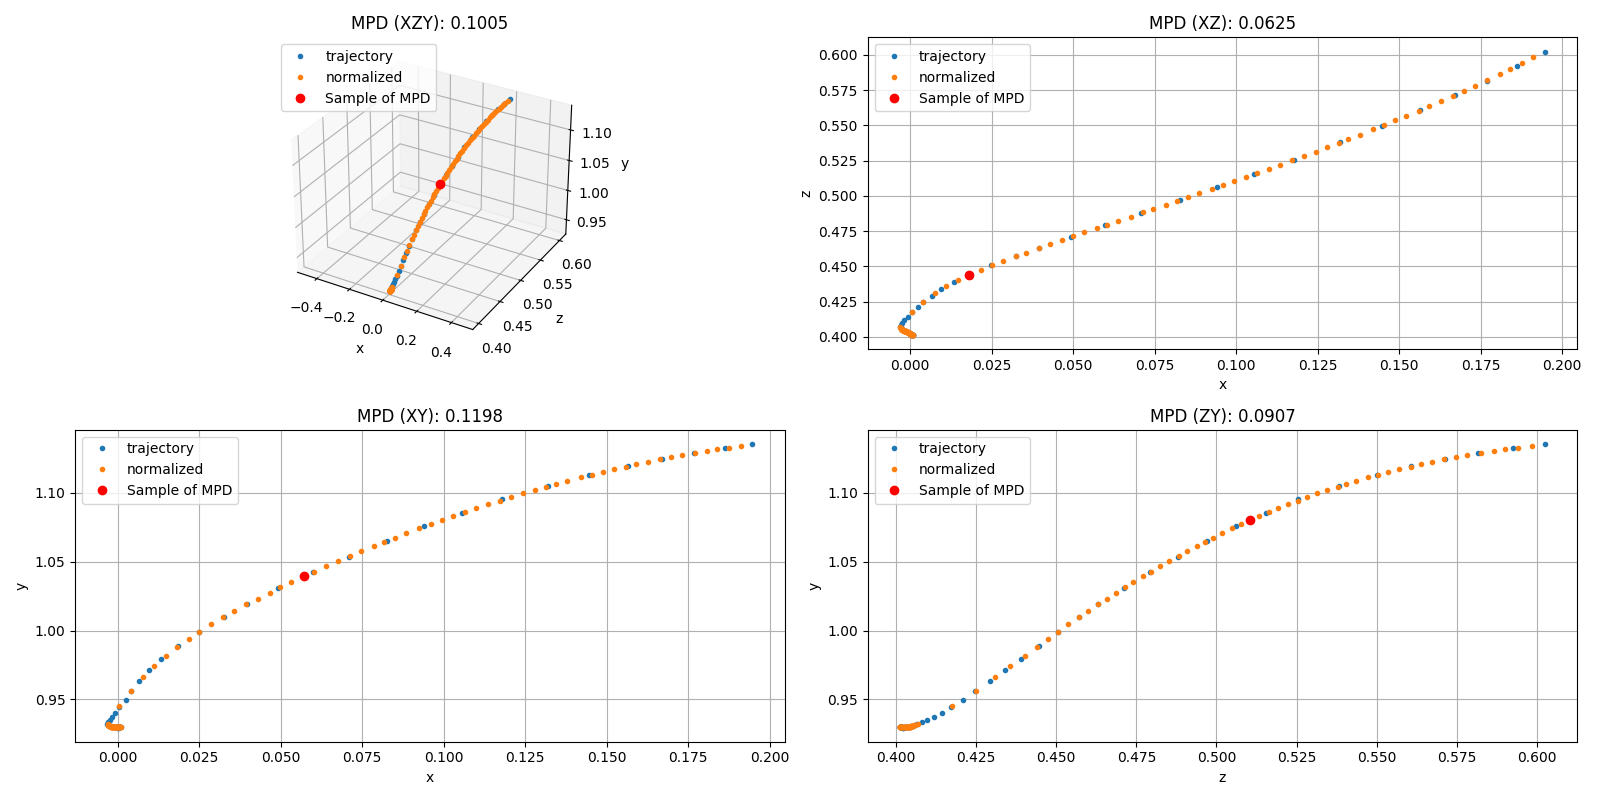 MPD (XZY): 0.1005
trajectory
normalized
Sample of MPD
1.10
1.05
1.00
0.95
y
0.60
0.55
0.50
0.45
0.40
z
−0.4
−0.2
0.0
0.2
0.4
x
MPD (XZ): 0.0625
trajectory
normalized
Sample of MPD
0.600
0.575
0.550
0.525
0.500
0.475
0.450
0.425
0.400
z
0.000 0.025 0.050 0.075 0.100 0.125 0.150 0.175 0.200
x
MPD (XY): 0.1198
trajectory
normalized
Sample of MPD
1.10
1.05
1.00
0.95
y
0.000 0.025 0.050 0.075 0.100 0.125 0.150 0.175 0.200
x
MPD (ZY): 0.0907
trajectory
normalized
Sample of MPD
1.10
1.05
1.00
0.95
y
0.400 0.425 0.450 0.475 0.500 0.525 0.550 0.575 0.600
z